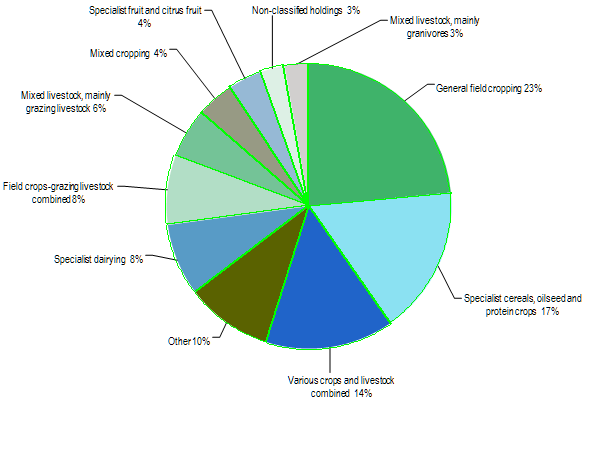 Specialist fruit and citrus fruit
4%
Non-classified holdings 3%
Mixed livestock, mainly
granivores 3%
Mixed cropping 4%
General field cropping 23%
Mixed livestock, mainly
grazing livestock 6%
Field crops-grazing livestock
combined 8%
Specialist dairying 8%
Specialist cereals, oilseed and
protein crops 17%
Other 10%
Various crops and livestock
combined 14%